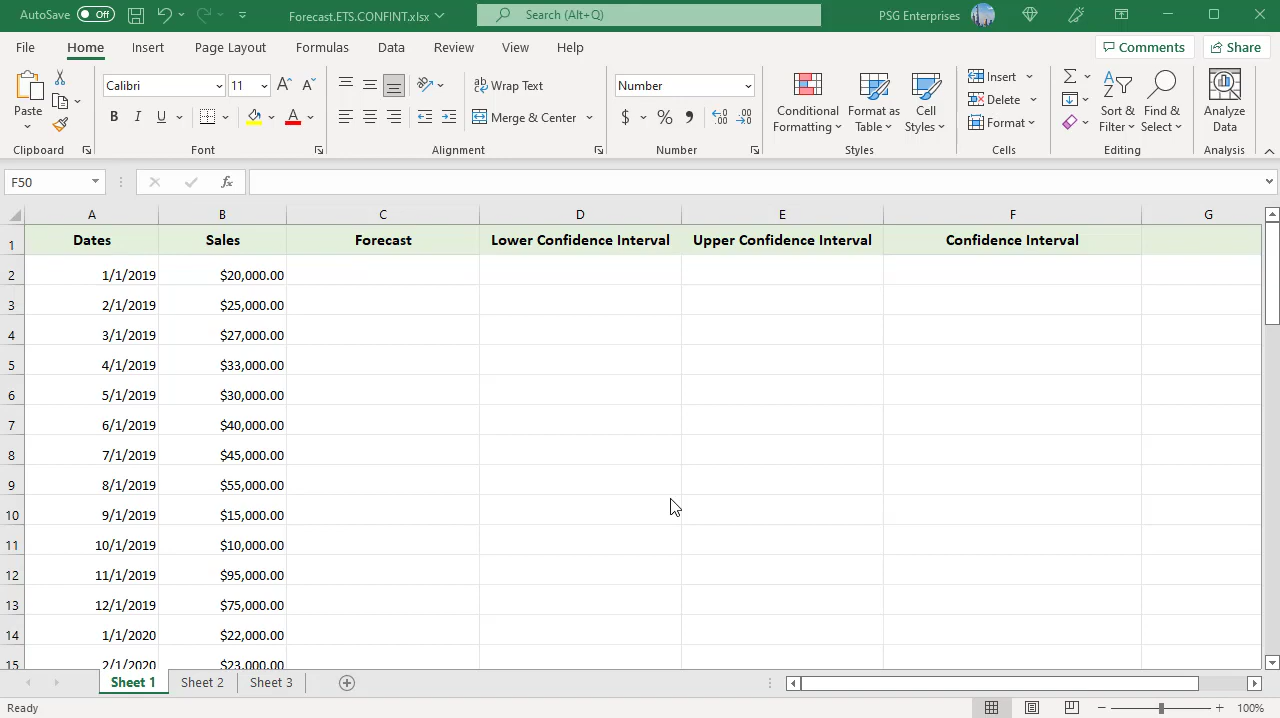 AutoSave Off Forecast.ETS.CONFINT.xlsx Search (Alt+Q) PSG Enterprises
File Home Insert Page Layout Formulas Data Review View Help Comments Share
Paste Calibri 11 Wrap Text Number Conditional Formatting Format as Table Cell Styles Insert Sort & Filter Find & Select Analyze Data
B I U Merge & Center $ % Delete
Format
Clipboard Font Alignment Number Styles Cells Editing Analysis
F50 fx
A B C D E F G
1 Dates Sales Forecast Lower Confidence Interval Upper Confidence Interval Confidence Interval
2 1/1/2019 $20,000.00
3 2/1/2019 $25,000.00
4 3/1/2019 $27,000.00
5 4/1/2019 $33,000.00
6 5/1/2019 $30,000.00
7 6/1/2019 $40,000.00
8 7/1/2019 $45,000.00
9 8/1/2019 $55,000.00
10 9/1/2019 $15,000.00
11 10/1/2019 $10,000.00
12 11/1/2019 $95,000.00
13 12/1/2019 $75,000.00
14 1/1/2020 $22,000.00
15 2/1/2020 $23,000.00
Sheet 1 Sheet 2 Sheet 3
Ready 100%